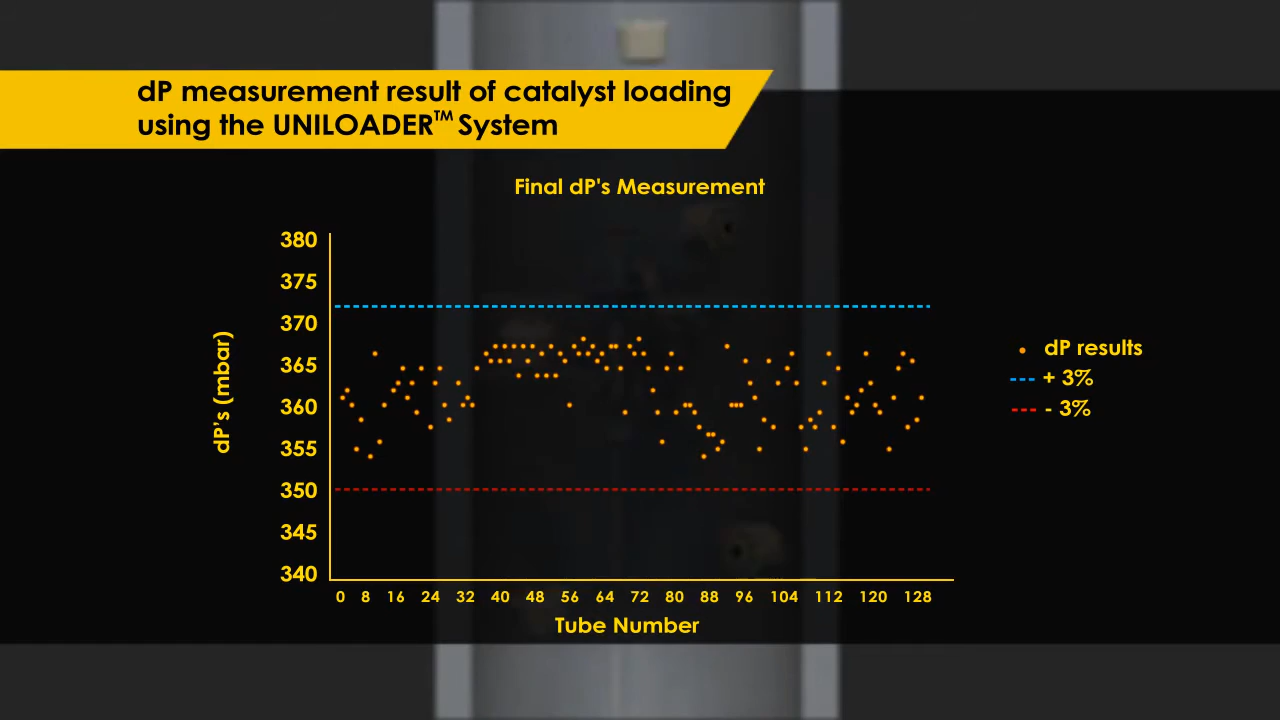 dP measurement result of catalyst loading
using the UNILOADER™ System
Final dP's Measurement
380
375
370
365
360
355
350
345
340
dP's (mbar)
0 8 16 24 32 40 48 56 64 72 80 88 96 104 112 120 128
Tube Number
dP results
+ 3%
- 3%